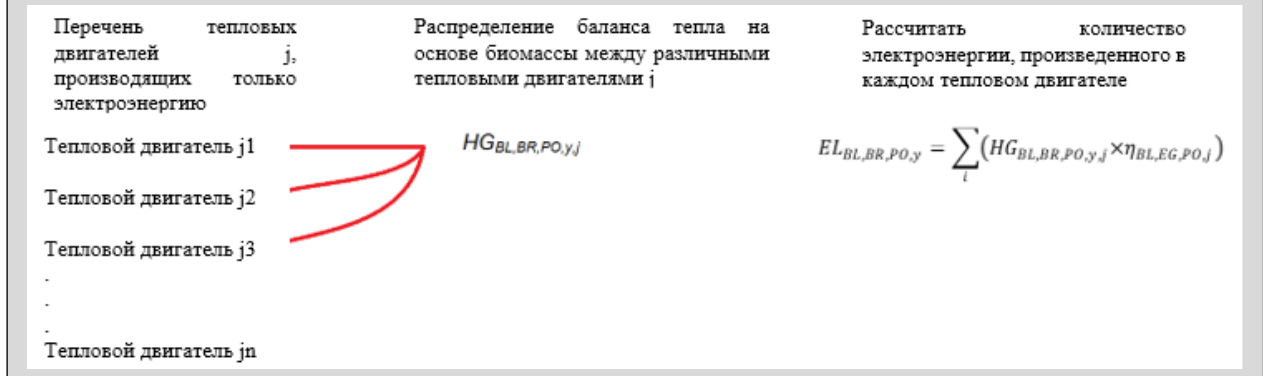 Перечень тепловых
двигателей j,
производящих только
электроэнергию
Распределение баланса тепла на
основе биомассы между различными
тепловыми двигателями j
Рассчитать количество
электроэнергии, произведенного в
каждом тепловом двигателе
Тепловой двигатель j1
HG_{BL,BR,PO,y,j}
EL_{BL,BR,PO,y} = \sum_{i}(HG_{BL,BR,PO,y,j}×η_{BL,EG,PO,j})
Тепловой двигатель j2
Тепловой двигатель j3
.
.
.
Тепловой двигатель jn